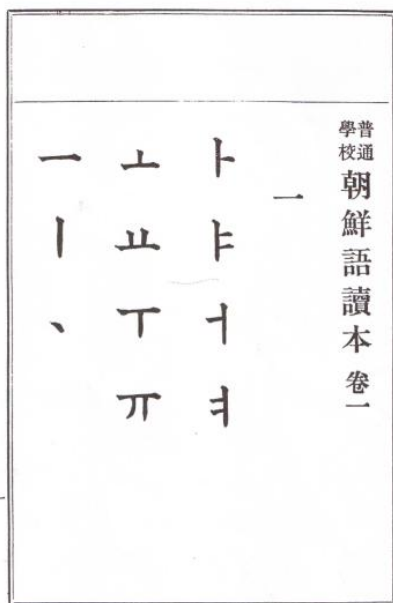 普通學校 朝鮮語讀本 卷一
一
ㅏㅑㅓㅕ
ㅗㅛㅜㅠ
ㅡㅣㆍ